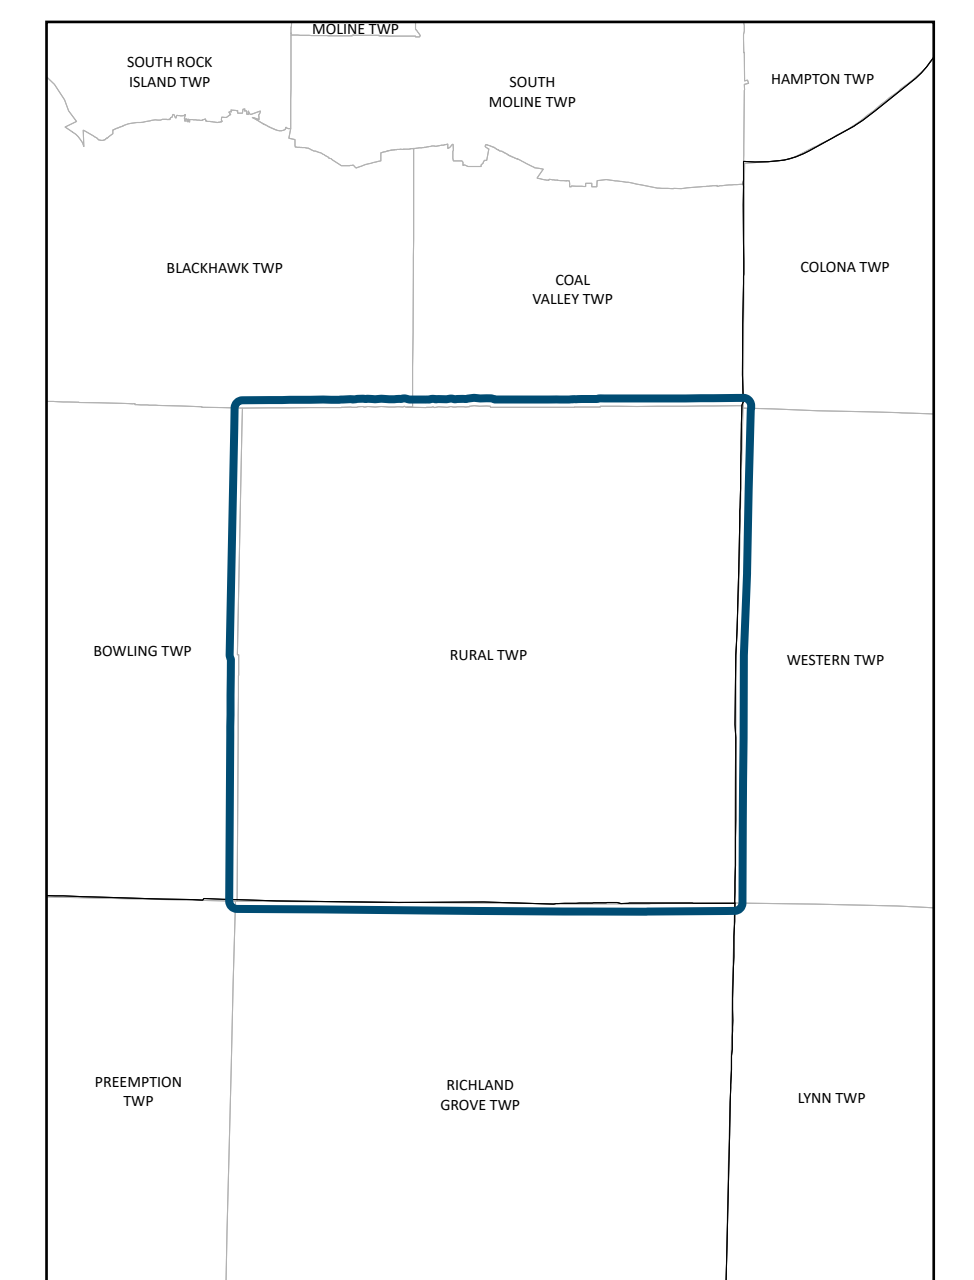 MOLINE TWP
SOUTH ROCK
ISLAND TWP
SOUTH
MOLINE TWP
HAMPTON TWP
BLACKHAWK TWP
COAL
VALLEY TWP
COLONA TWP
BOWLING TWP
RURAL TWP
WESTERN TWP
PREEMPTION
TWP
RICHLAND
GROVE TWP
LYNN TWP